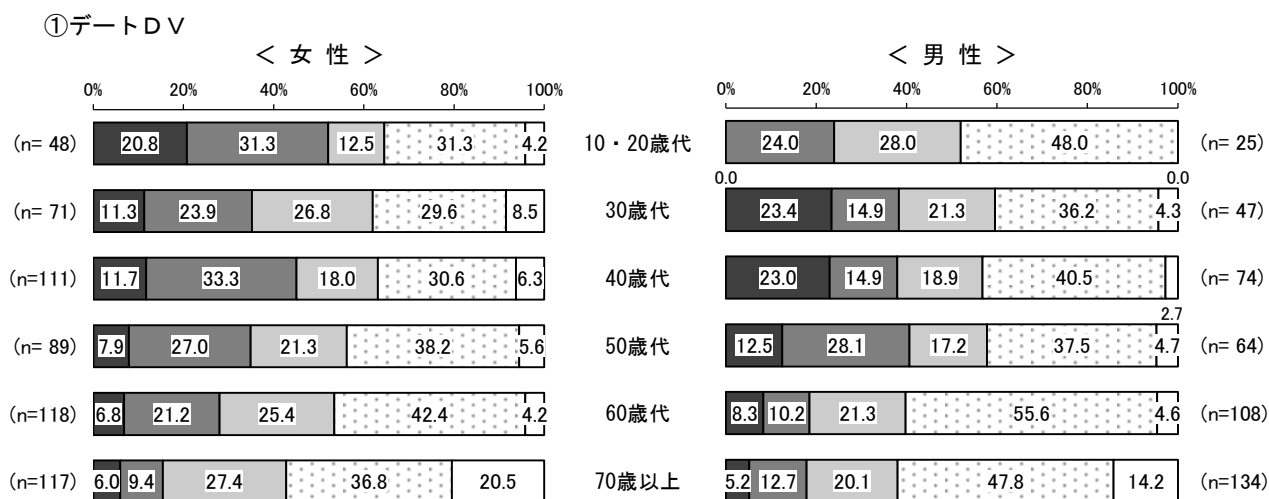 ①デートＤＶ
＜ 女 性 ＞ ＜ 男 性 ＞
0% 20% 40% 60% 80% 100% 0% 20% 40% 60% 80% 100%
(n= 48) 20.8 31.3 12.5 31.3 4.2 10・20歳代 24.0 28.0 48.0 (n= 25)
0.0 0.0
(n= 71) 11.3 23.9 26.8 29.6 8.5 30歳代 23.4 14.9 21.3 36.2 4.3 (n= 47)
(n=111) 11.7 33.3 18.0 30.6 6.3 40歳代 23.0 14.9 18.9 40.5 (n= 74)
2.7
(n= 89) 7.9 27.0 21.3 38.2 5.6 50歳代 12.5 28.1 17.2 37.5 4.7 (n= 64)
(n=118) 6.8 21.2 25.4 42.4 4.2 60歳代 8.3 10.2 21.3 55.6 4.6 (n=108)
(n=117) 6.0 9.4 27.4 36.8 20.5 70歳以上 5.2 12.7 20.1 47.8 14.2 (n=134)